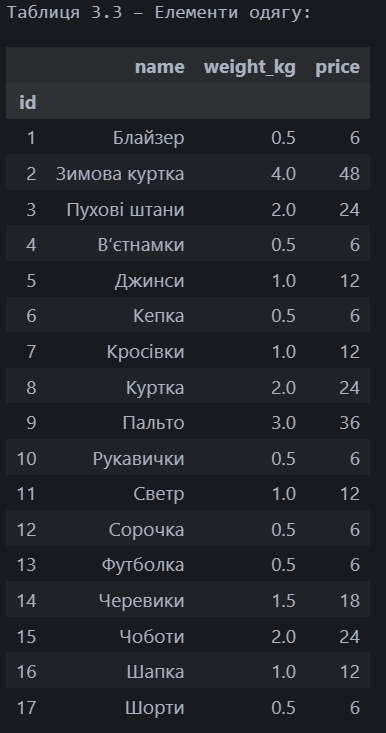 Таблиця 3.3 – Елементи одягу:
name weight_kg price
id
1 Блайзер 0.5 6
2 Зимова куртка 4.0 48
3 Пухові штани 2.0 24
4 В’єтнамки 0.5 6
5 Джинси 1.0 12
6 Кепка 0.5 6
7 Кросівки 1.0 12
8 Куртка 2.0 24
9 Пальто 3.0 36
10 Рукавички 0.5 6
11 Светр 1.0 12
12 Сорочка 0.5 6
13 Футболка 0.5 6
14 Черевики 1.5 18
15 Чоботи 2.0 24
16 Шапка 1.0 12
17 Шорти 0.5 6